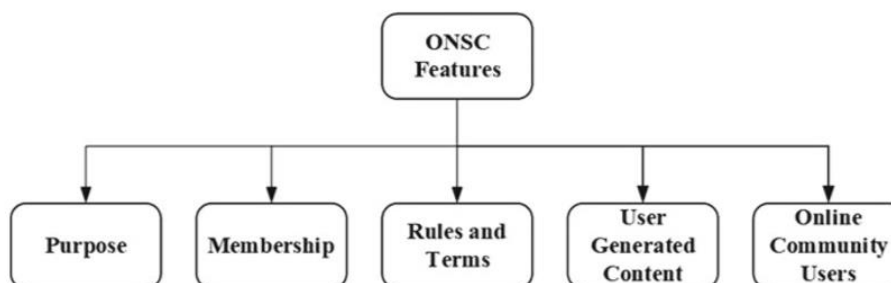 ONSC
Features
Purpose
Membership
Rules and
Terms
User
Generated
Content
Online
Community
Users